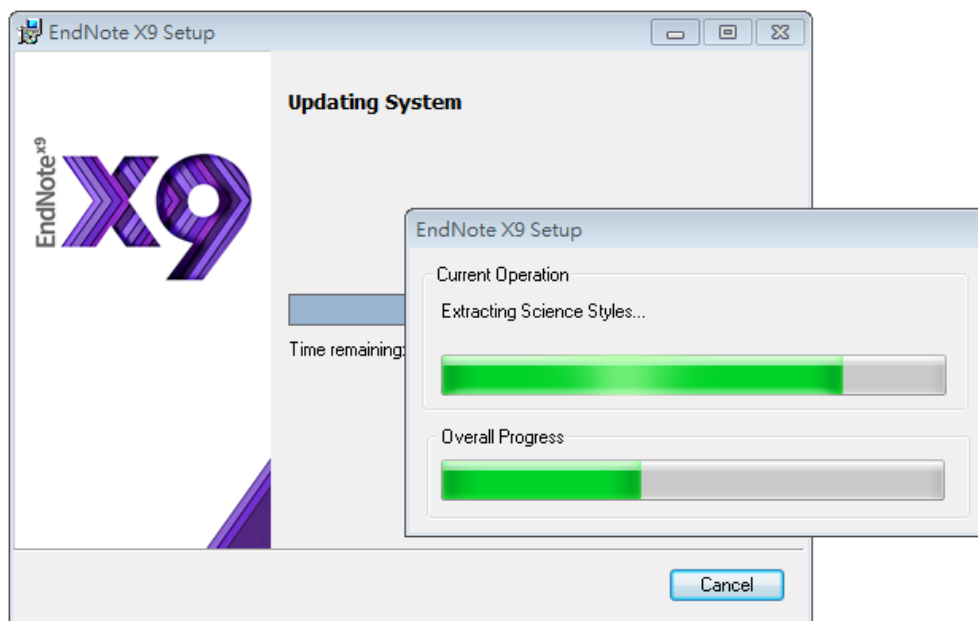 EndNote X9 Setup
Updating System
EndNote X9
X9
Time remaining:
EndNote X9 Setup
Current Operation
Extracting Science Styles...
Overall Progress
Cancel